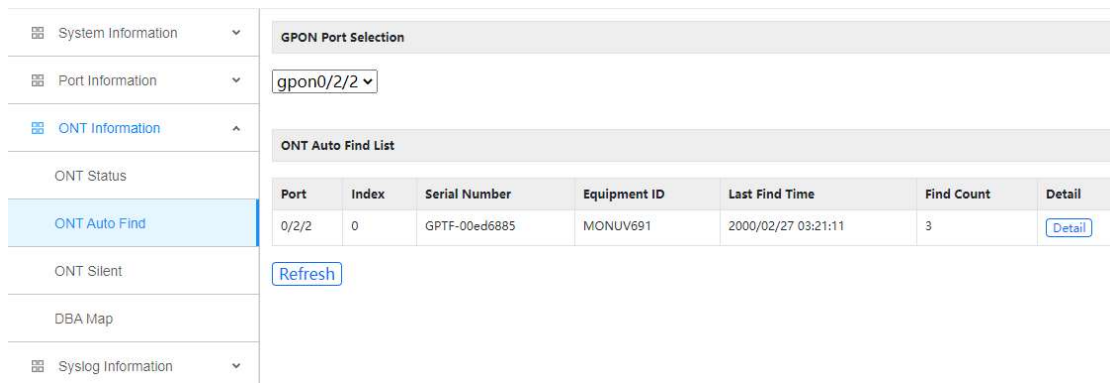 System Information
Port Information
ONT Information
ONT Status
ONT Auto Find
ONT Silent
DBA Map
Syslog Information
GPON Port Selection
gpon0/2/2
ONT Auto Find List
Port Index Serial Number Equipment ID Last Find Time Find Count Detail
0/2/2 0 GPTF-00ed6885 MONUV691 2000/02/27 03:21:11 3 Detail
Refresh